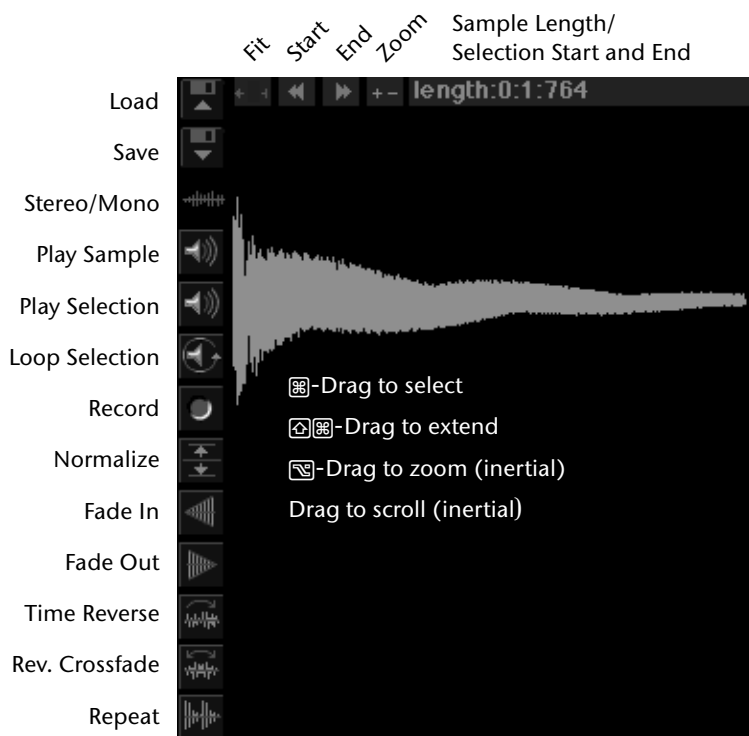 Fit Start End Zoom
Sample Length/
Selection Start and End
Load
+- length:0:1:764
Save
Stereo/Mono
Play Sample
Play Selection
Loop Selection
⌘-Drag to select
Record
⇧⌘-Drag to extend
Normalize
⌥-Drag to zoom (inertial)
Fade In
Drag to scroll (inertial)
Fade Out
Time Reverse
Rev. Crossfade
Repeat